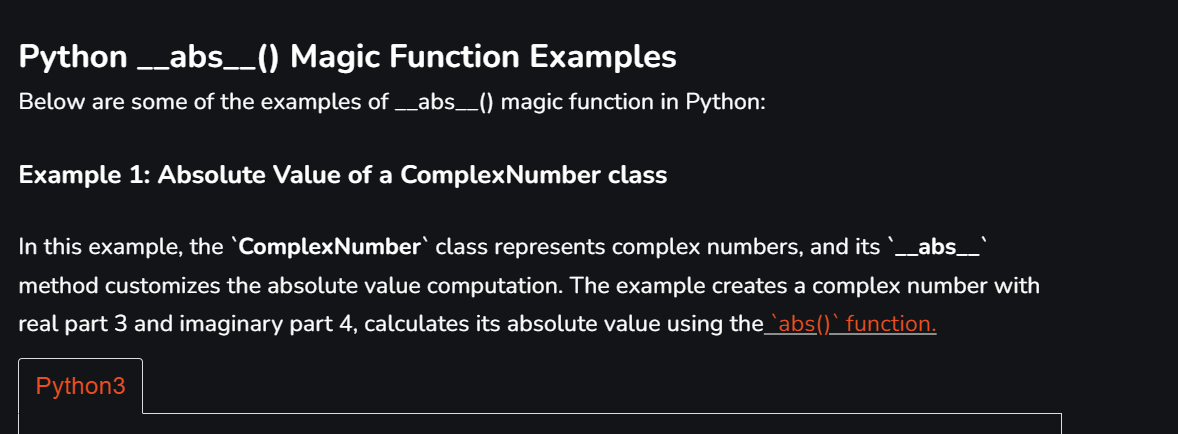 Python __abs__() Magic Function Examples
Below are some of the examples of __abs__() magic function in Python:
Example 1: Absolute Value of a ComplexNumber class
In this example, the `ComplexNumber` class represents complex numbers, and its `__abs__`
method customizes the absolute value computation. The example creates a complex number with
real part 3 and imaginary part 4, calculates its absolute value using the `abs()` function.
Python3